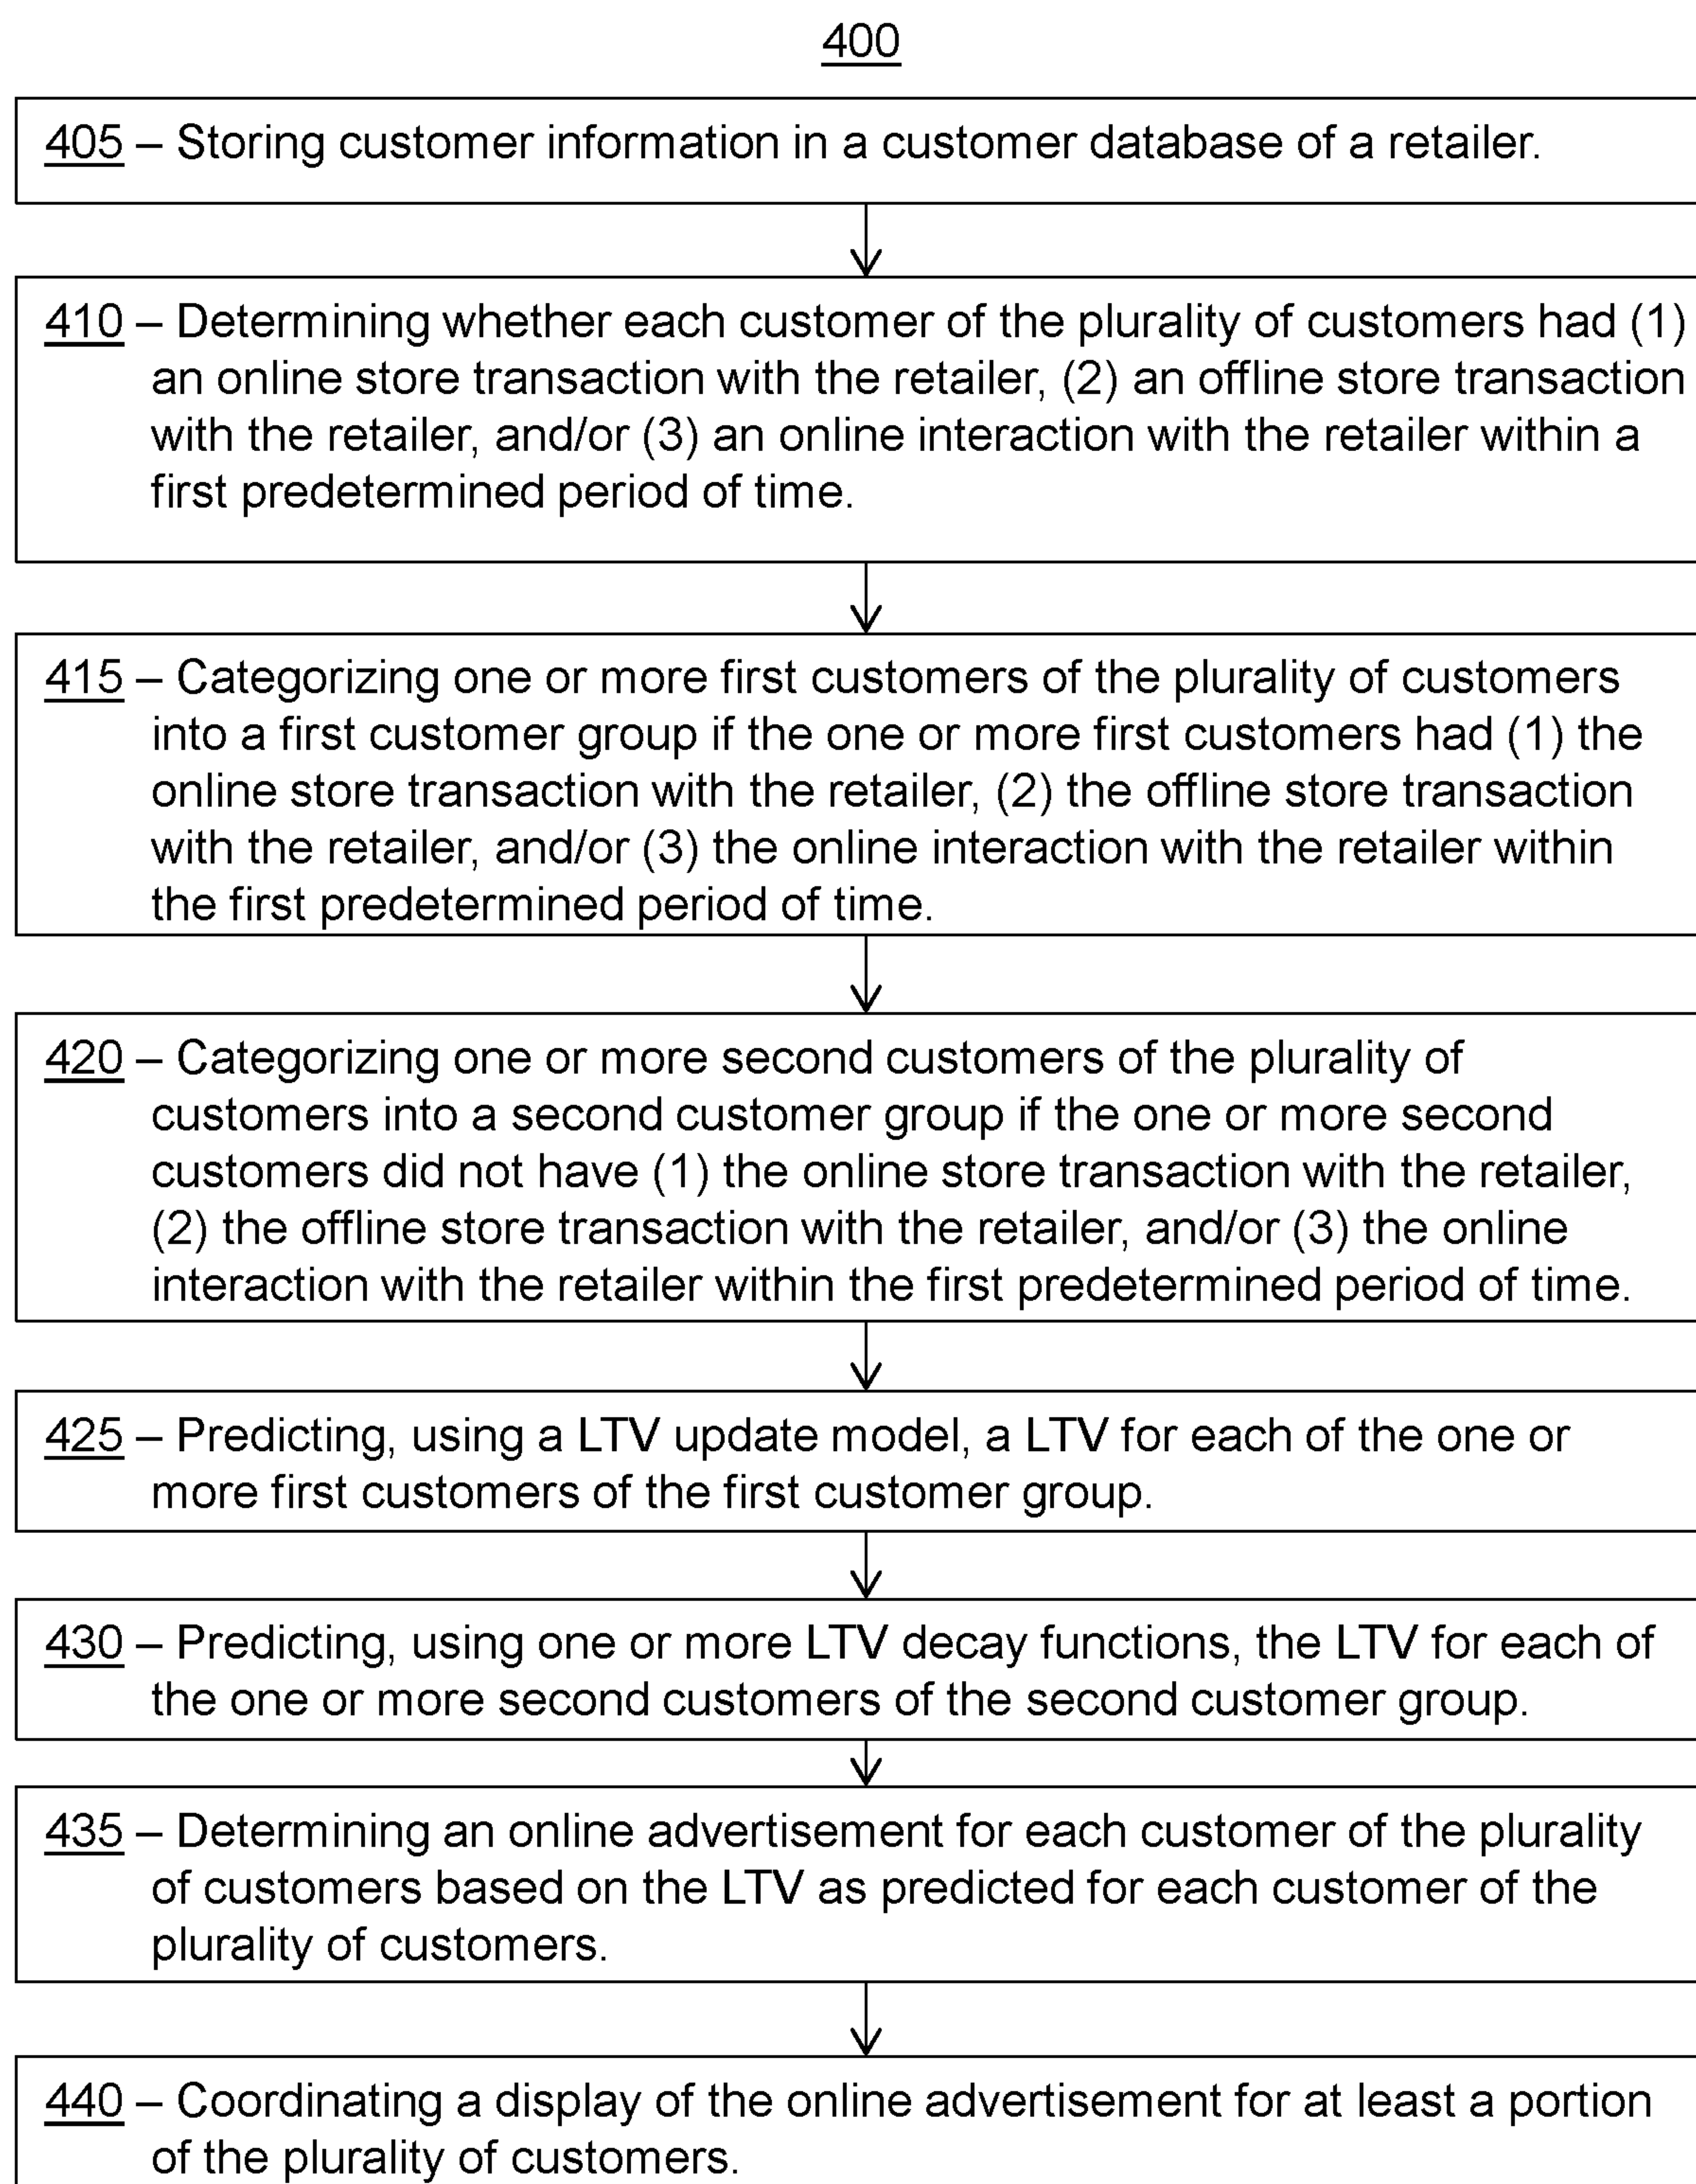 400
405 – Storing customer information in a customer database of a retailer.
410 – Determining whether each customer of the plurality of customers had (1)
an online store transaction with the retailer, (2) an offline store transaction
with the retailer, and/or (3) an online interaction with the retailer within a
first predetermined period of time.
415 – Categorizing one or more first customers of the plurality of customers
into a first customer group if the one or more first customers had (1) the
online store transaction with the retailer, (2) the offline store transaction
with the retailer, and/or (3) the online interaction with the retailer within
the first predetermined period of time.
420 – Categorizing one or more second customers of the plurality of
customers into a second customer group if the one or more second
customers did not have (1) the online store transaction with the retailer,
(2) the offline store transaction with the retailer, and/or (3) the online
interaction with the retailer within the first predetermined period of time.
425 – Predicting, using a LTV update model, a LTV for each of the one or
more first customers of the first customer group.
430 – Predicting, using one or more LTV decay functions, the LTV for each of
the one or more second customers of the second customer group.
435 – Determining an online advertisement for each customer of the plurality
of customers based on the LTV as predicted for each customer of the
plurality of customers.
440 – Coordinating a display of the online advertisement for at least a portion
of the plurality of customers.